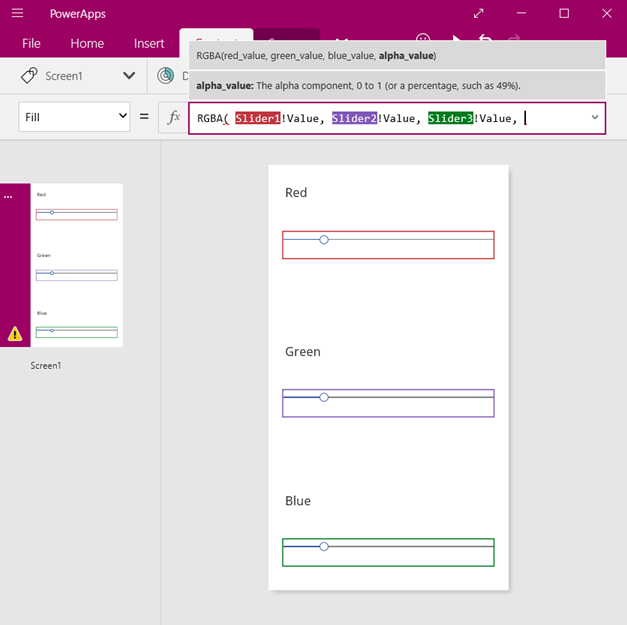 PowerApps
File Home Insert
RGBA(red_value, green_value, blue_value, alpha_value)
Screen1
alpha_value: The alpha component, 0 to 1 (or a percentage, such as 49%).
Fill = fx RGBA( Slider1!Value, Slider2!Value, Slider3!Value,
Red
Green
Blue
Screen1
Red
Green
Blue